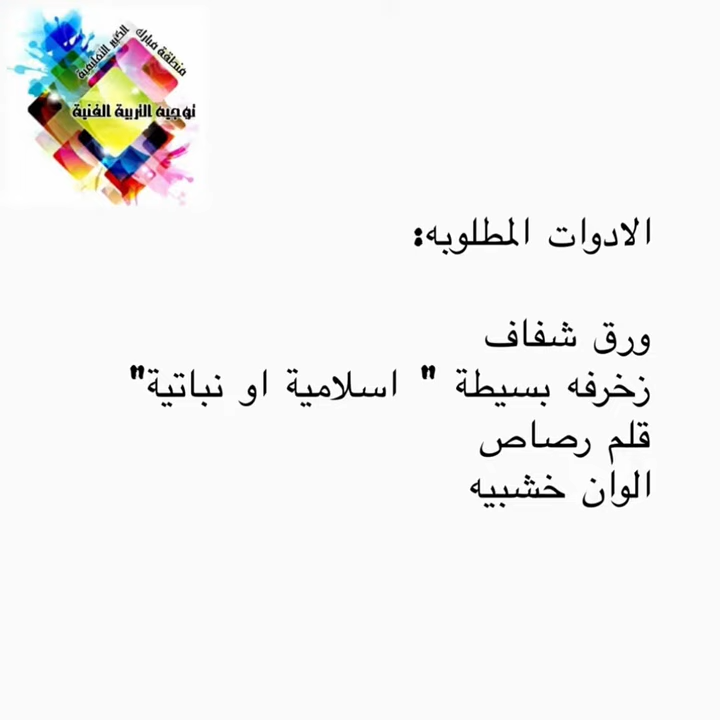 منطقة مبارك الكبير التعليمية
توجيه التربية الفنية
الادوات المطلوبه:
ورق شفاف
زخرفه بسيطة " اسلامية او نباتية"
قلم رصاص
الوان خشبيه